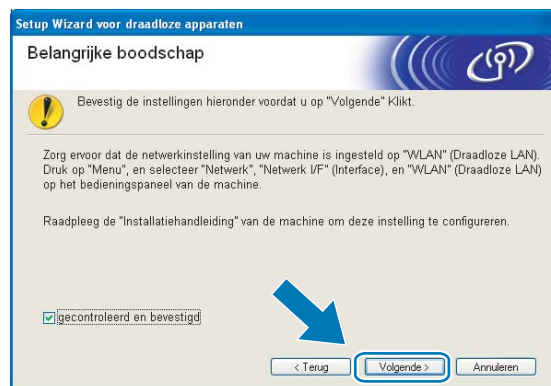 Setup Wizard voor draadloze apparaten
Belangrijke boodschap
Bevestig de instellingen hieronder voordat u op "Volgende" Klikt.
Zorg ervoor dat de netwerkinstelling van uw machine is ingesteld op "WLAN" (Draadloze LAN).
Druk op "Menu", en selecteer "Netwerk", "Netwerk I/F" (Interface), en "WLAN" (Draadloze LAN)
op het bedieningspaneel van de machine.
Raadpleeg de "Installatiehandleiding" van de machine om deze instelling te configureren.
gecontroleerd en bevestigd
< Terug
Volgende >
Annuleren